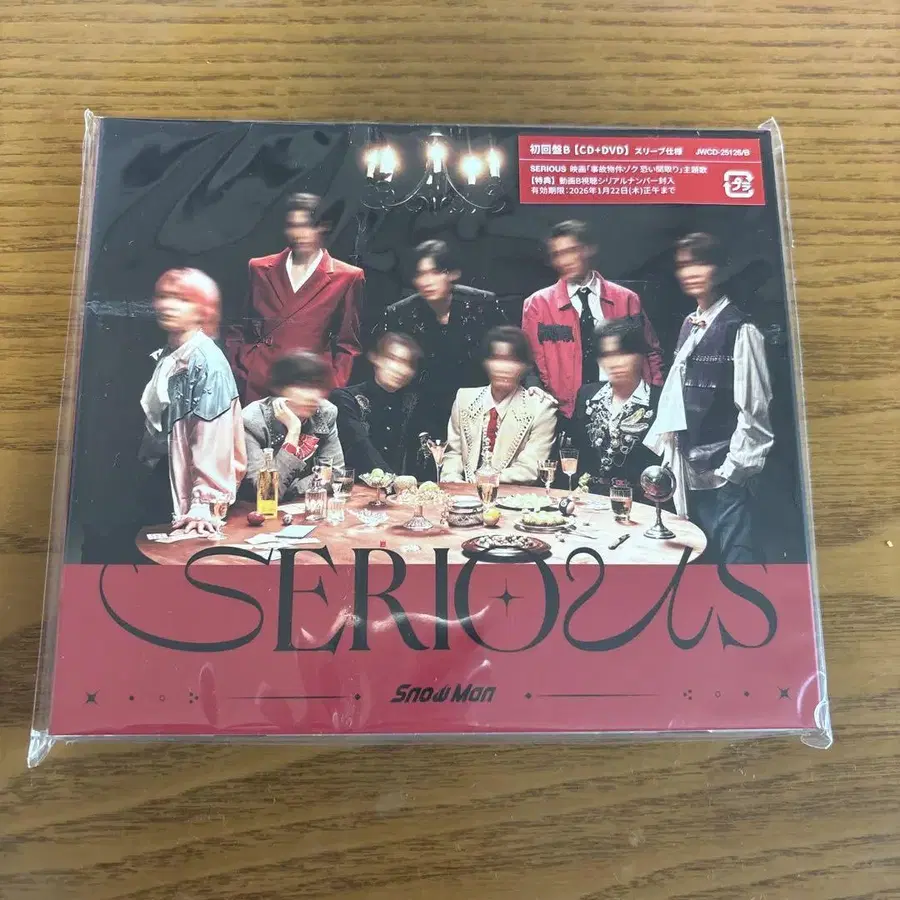 初回盤B【CD+DVD】スリーブ仕様 JWCD-25126/B
SERIOUS 映画「事故物件ゾク 恐い間取り」主題歌
【特典】動画B視聴シリアルナンバー封入
有効期限:2026年1月22日(木)正午まで
SERIOUS
Snow Man